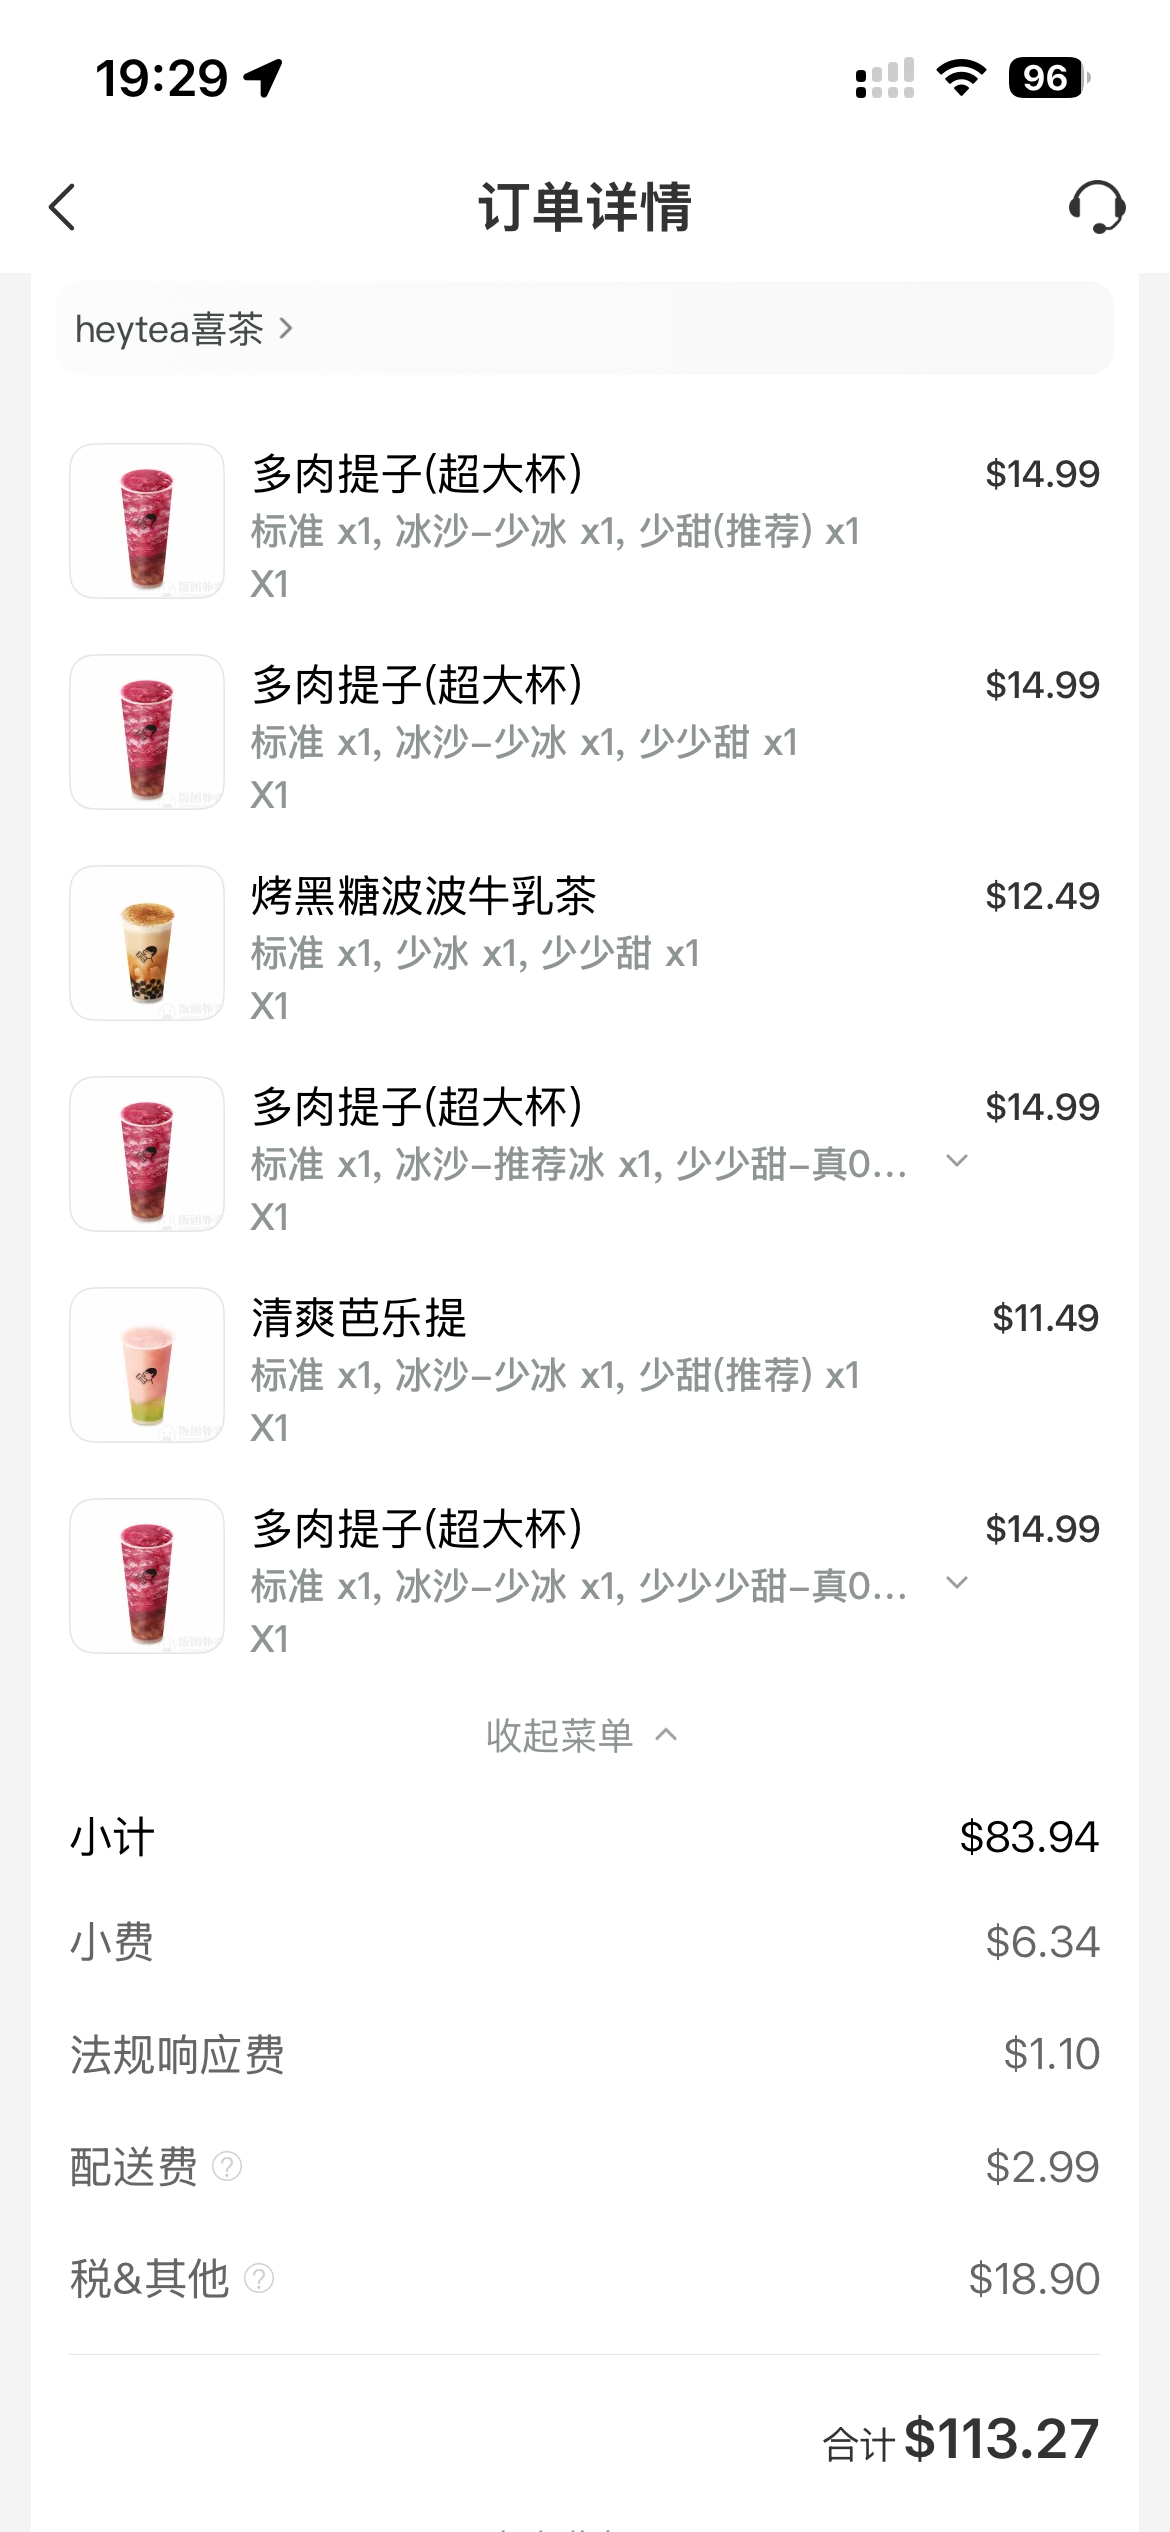 19:29
96
订单详情
heytea喜茶
多肉提子(超大杯)
$14.99
标准 x1, 冰沙-少冰 x1, 少甜(推荐) x1
X1
多肉提子(超大杯)
$14.99
标准 x1, 冰沙-少冰 x1, 少少甜 x1
X1
烤黑糖波波牛乳茶
$12.49
标准 x1, 少冰 x1, 少少甜 x1
X1
多肉提子(超大杯)
$14.99
标准 x1, 冰沙-推荐冰 x1, 少少甜-真0...
X1
清爽芭乐提
$11.49
标准 x1, 冰沙-少冰 x1, 少甜(推荐) x1
X1
多肉提子(超大杯)
$14.99
标准 x1, 冰沙-少冰 x1, 少少少甜-真0...
X1
收起菜单
小计
$83.94
小费
$6.34
法规响应费
$1.10
配送费 ?
$2.99
税&其他 ?
$18.90
合计 $113.27